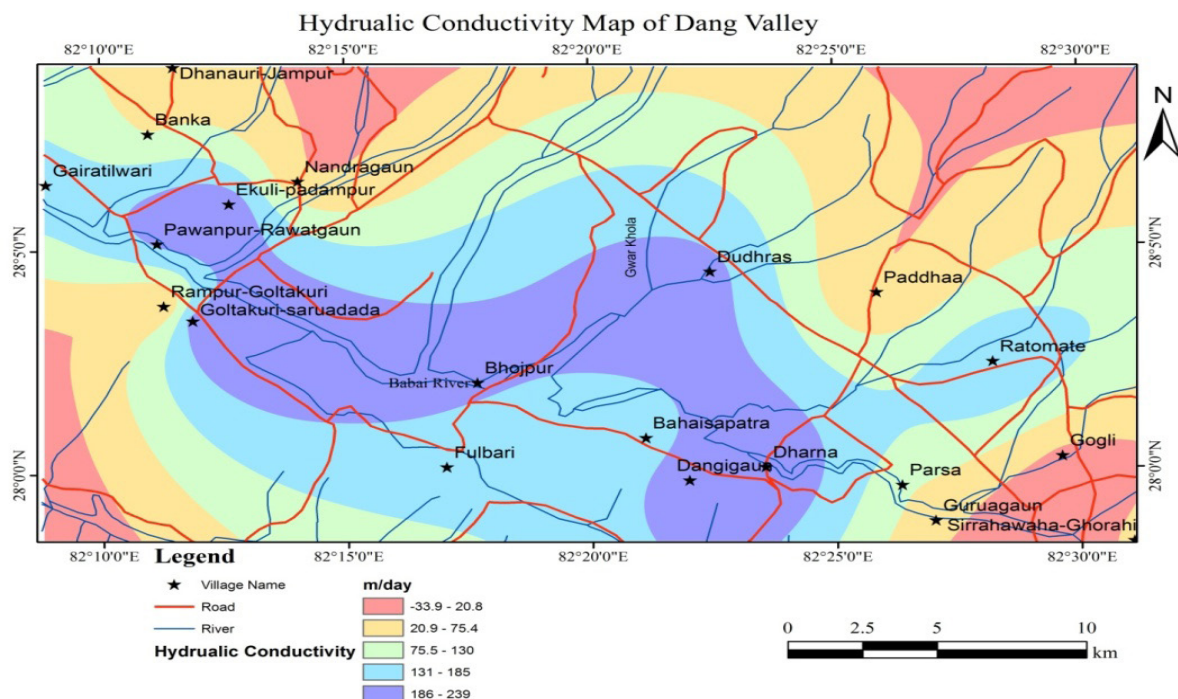 Hydrualic Conductivity Map of Dang Valley
82°10'0"E 82°15'0"E 82°20'0"E 82°25'0"E 82°30'0"E
Dhanauri-Jampur
N
Banka
Gairatilwari
Nandragaun
Ekuli-padampur
Pawanpur-Rawatgaun
28°5'0"N
28°5'0"N
Gwar Khola
Dudhras
Rampur-Goltakuri
Paddhaa
Goltakuri-saruadada
Ratomate
Babai River
Bhojpur
Bahaisapatra
Gogli
Fulbari
Dangigaun
Dharna
Parsa
28°0'0"N
28°0'0"N
Guruagaun
Sirrahawaha-Ghorahi
82°10'0"E 82°15'0"E 82°20'0"E 82°25'0"E 82°30'0"E
Legend
Village Name
Road
River
Hydrualic Conductivity
m/day
-33.9 - 20.8
20.9 - 75.4
75.5 - 130
131 - 185
186 - 239
0 2.5 5 10
km